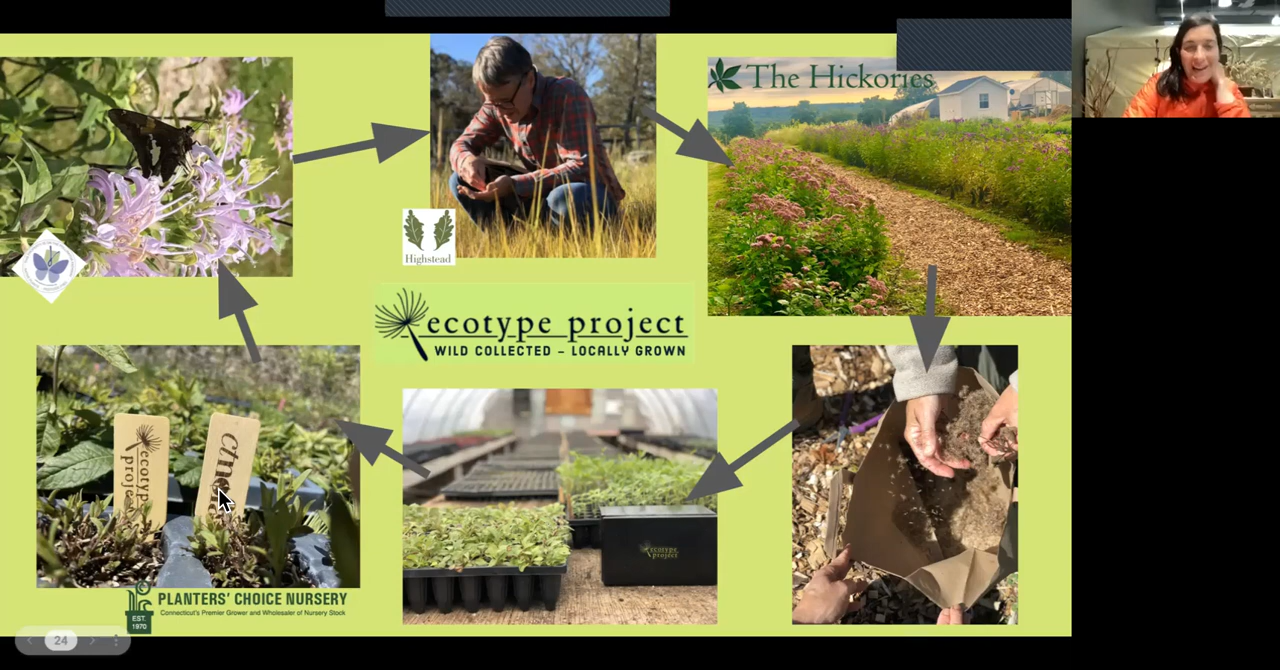 The Hickories
Highstead
ecotype project
WILD COLLECTED – LOCALLY GROWN
ecotype
project
ecotype
project
PLANTERS' CHOICE NURSERY
Connecticut's Premier Grower and Wholesaler of Nursery Stock
EST.
1970
24